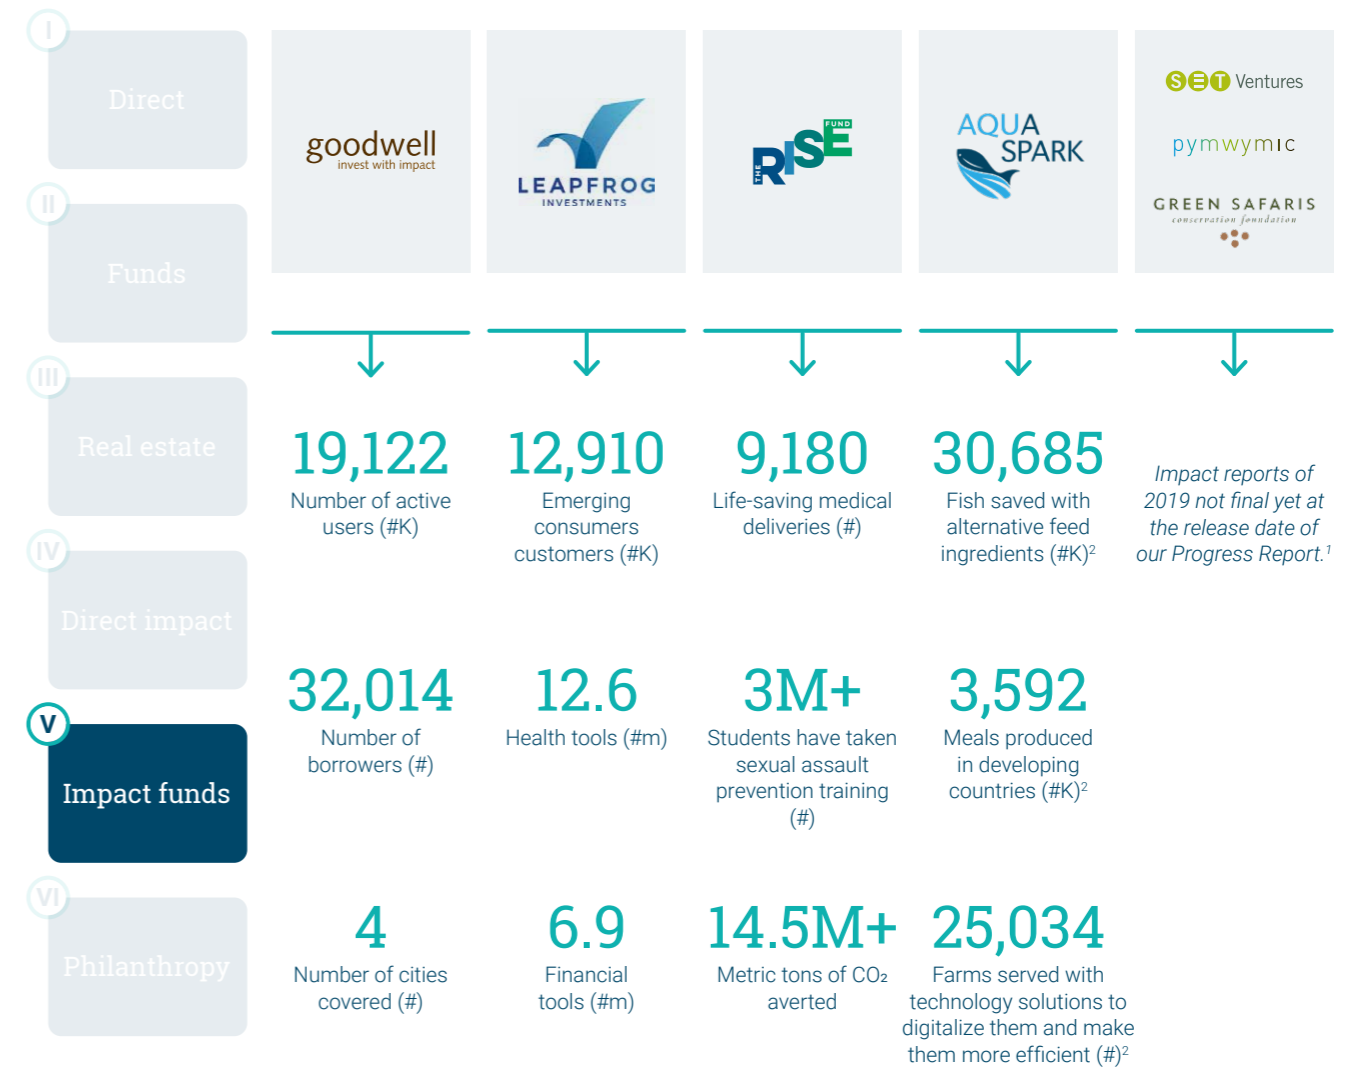 I
Direct
II
Funds
III
Real estate
IV
Direct impact
V
Impact funds
VI
Philanthropy
goodwell
invest with impact
LEAPFROG
INVESTMENTS
THE RISE FUND
AQUA
SPARK
SET Ventures
pymwymic
GREEN SAFARIS
conservation foundation
19,122
Number of active
users (#K)
12,910
Emerging
consumers
customers (#K)
9,180
Life-saving medical
deliveries (#)
30,685
Fish saved with
alternative feed
ingredients (#K)²
Impact reports of
2019 not final yet at
the release date of
our Progress Report.¹
32,014
Number of
borrowers (#)
12.6
Health tools (#m)
3M+
Students have taken
sexual assault
prevention training
(#)
3,592
Meals produced
in developing
countries (#K)²
4
Number of cities
covered (#)
6.9
Financial
tools (#m)
14.5M+
Metric tons of CO₂
averted
25,034
Farms served with
technology solutions to
digitalize them and make
them more efficient (#)²